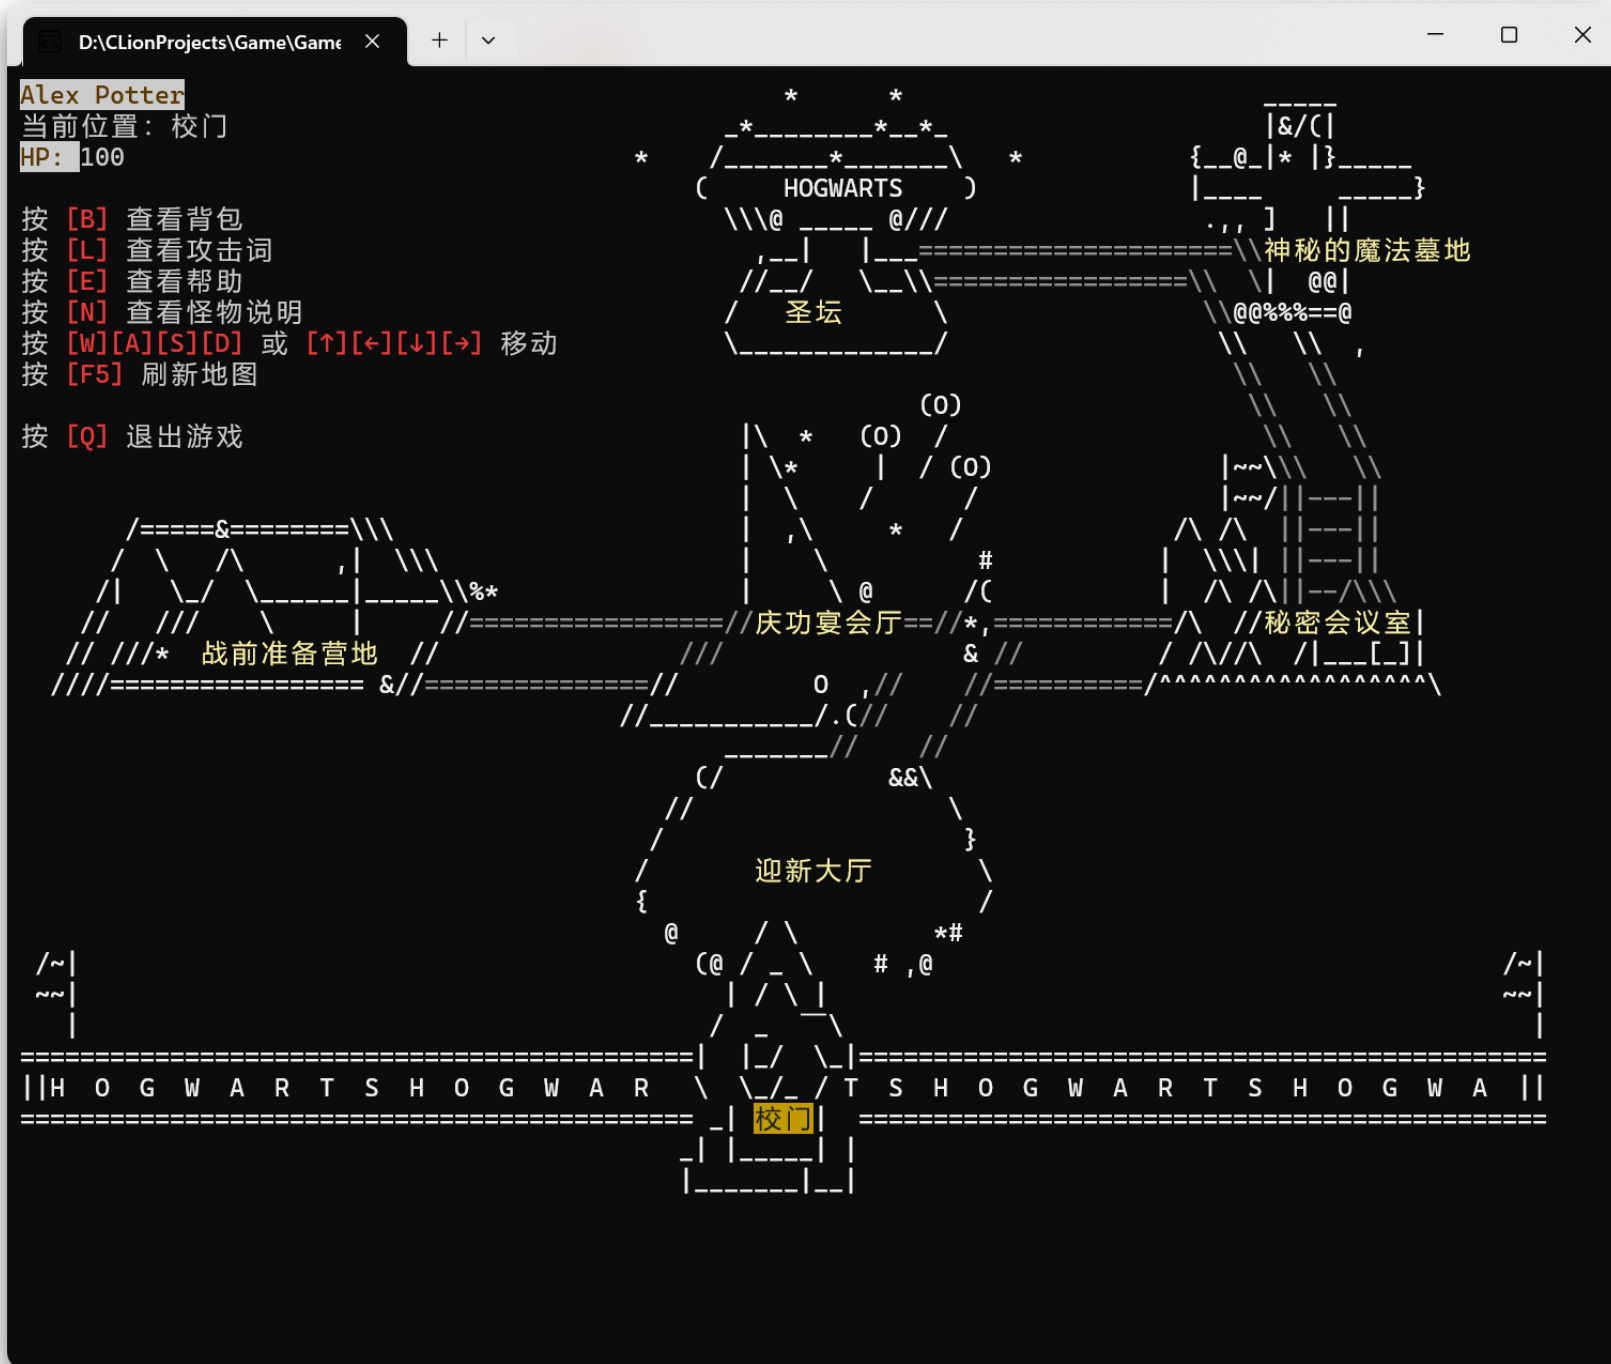 D:\CLionProjects\Game\Game
Alex Potter
当前位置：校门
HP: 100
按 [B] 查看背包
按 [L] 查看攻击词
按 [E] 查看帮助
按 [N] 查看怪物说明
按 [W][A][S][D] 或 [↑][←][↓][→] 移动
按 [F5] 刷新地图
按 [Q] 退出游戏
HOGWARTS
神秘的魔法墓地
圣坛
庆功宴会厅
秘密会议室
战前准备营地
迎新大厅
H O G W A R T S H O G W A R T S H O G W A R T S H O G W A
校门